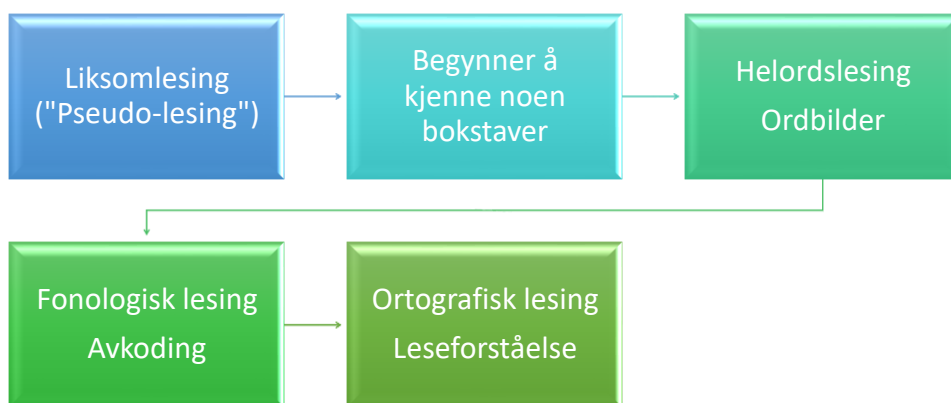 Liksomlesing
("Pseudo-lesing")
Begynner å
kjenne noen
bokstaver
Helordslesing
Ordbilder
Fonologisk lesing
Avkoding
Ortografisk lesing
Leseforståelse